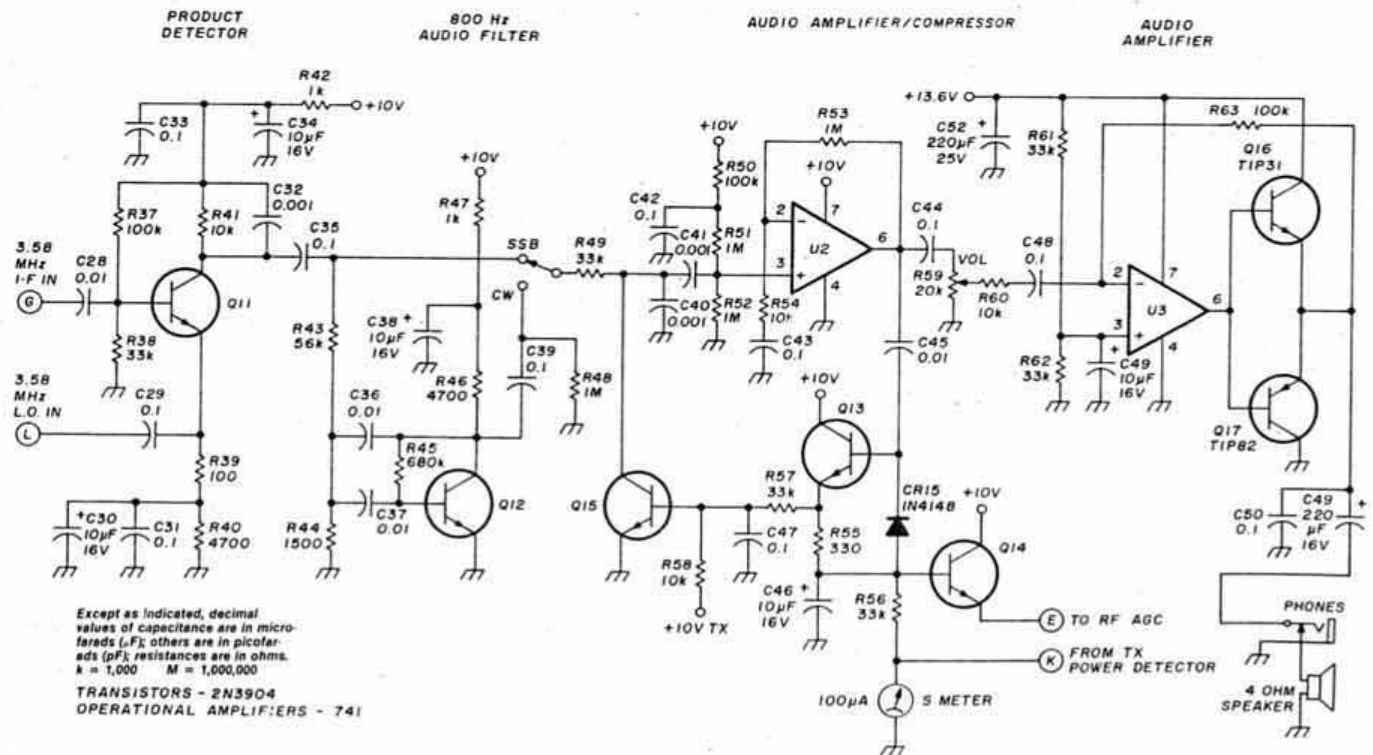 PRODUCT
DETECTOR
800 Hz
AUDIO FILTER
AUDIO AMPLIFIER/COMPRESSOR
AUDIO
AMPLIFIER
R42
1k
+10V
C33
0.1
+
C34
10µF
16V
R37
100k
R41
10k
C32
0.001
C35
0.1
3.58
MHz
I-F IN
G
C28
0.01
Q11
R38
33k
3.58
MHz
L.O. IN
L
C29
0.1
R39
100
+
C30
10µF
16V
C31
0.1
R40
4700
+10V
R47
1k
SSB
R49
33k
CW
R43
56k
C38
+
10µF
16V
C39
0.1
R48
1M
R46
4700
C36
0.01
R45
680k
C37
0.01
Q12
R44
1500
+10V
R50
100k
C42
0.1
C41
0.001
R51
1M
C40
0.001
R52
1M
R53
1M
+10V
2
7
U2
6
3
4
−
+
R54
C43
0.1
C44
0.1
VOL
R59
20k
R60
10k
C48
0.1
C45
0.01
+10V
Q13
R57
33k
Q15
CR15
1N4148
+10V
Q14
R58
10k
+10V TX
C47
0.1
R55
330
C46
+
10µF
16V
R56
33k
E
TO RF AGC
K
FROM TX
POWER DETECTOR
100µA
S METER
+13.6V
C52
+
220µF
25V
R61
33k
R63
100k
Q16
TIP31
2
7
U3
6
3
4
−
+
R62
33k
+
C49
10µF
16V
Q17
TIP82
C50
0.1
C49
220
µF
16V
+
PHONES
4 OHM
SPEAKER
Except as indicated, decimal
values of capacitance are in micro-
farads (µF); others are in picofar-
ads (pF); resistances are in ohms.
k = 1,000 M = 1,000,000
TRANSISTORS - 2N3904
OPERATIONAL AMPLIFIERS - 741